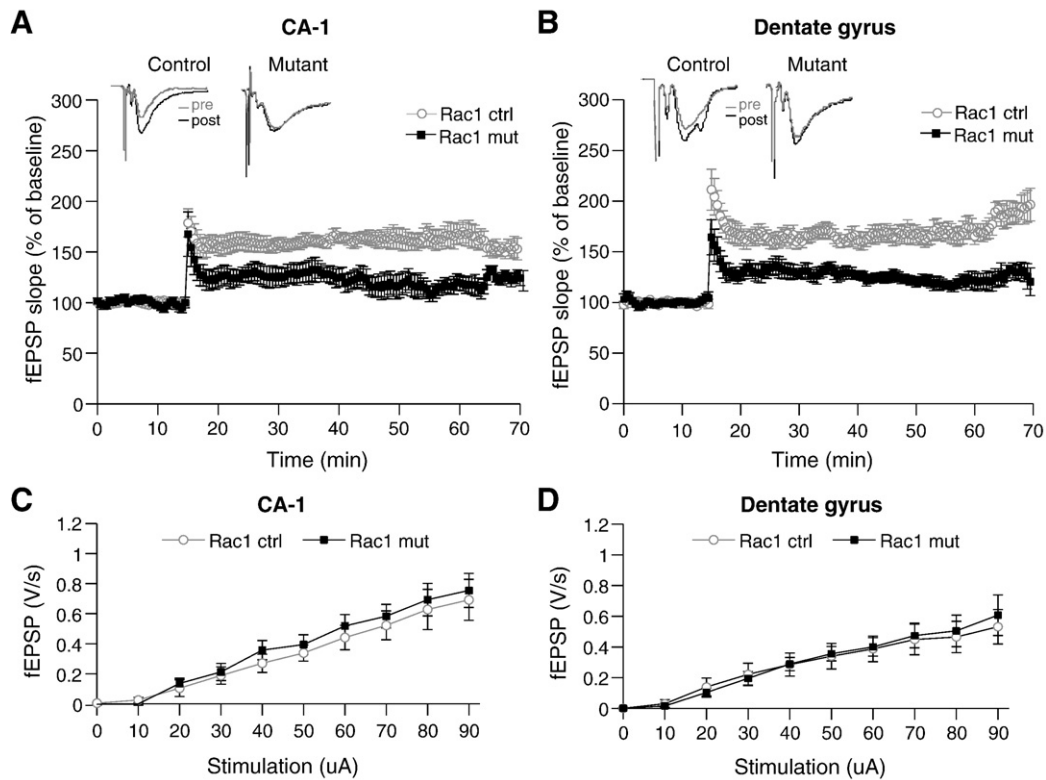 A
CA-1
Control
Mutant
pre
post
Rac1 ctrl
Rac1 mut
fEPSP slope (% of baseline)
300
250
200
150
100
50
0
0 10 20 30 40 50 60 70
Time (min)
B
Dentate gyrus
Control
Mutant
pre
post
Rac1 ctrl
Rac1 mut
fEPSP slope (% of baseline)
300
250
200
150
100
50
0
0 10 20 30 40 50 60 70
Time (min)
C
CA-1
Rac1 ctrl Rac1 mut
fEPSP (V/s)
1.2
1
0.8
0.6
0.4
0.2
0
0 10 20 30 40 50 60 70 80 90
Stimulation (uA)
D
Dentate gyrus
Rac1 ctrl Rac1 mut
fEPSP (V/s)
1.2
1
0.8
0.6
0.4
0.2
0
0 10 20 30 40 50 60 70 80 90
Stimulation (uA)